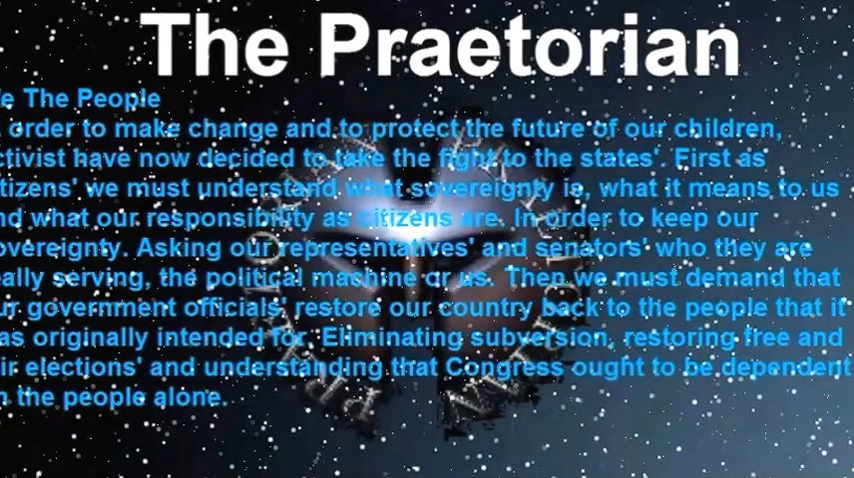 The Praetorian
e The People
order to make change and to protect the future of our children,
ctivist have now decided to take the fight to the states'. First as
tizens' we must understand what sovereignty is, what it means to us
nd what our responsibility as citizens are. In order to keep our
overeignty. Asking our representatives' and senators' who they are
eally serving, the political machine or us. Then we must demand that
ur government officials' restore our country back to the people that it
as originally intended for. Eliminating subversion, restoring free and
ir elections' and understanding that Congress ought to be dependent
n the people alone.